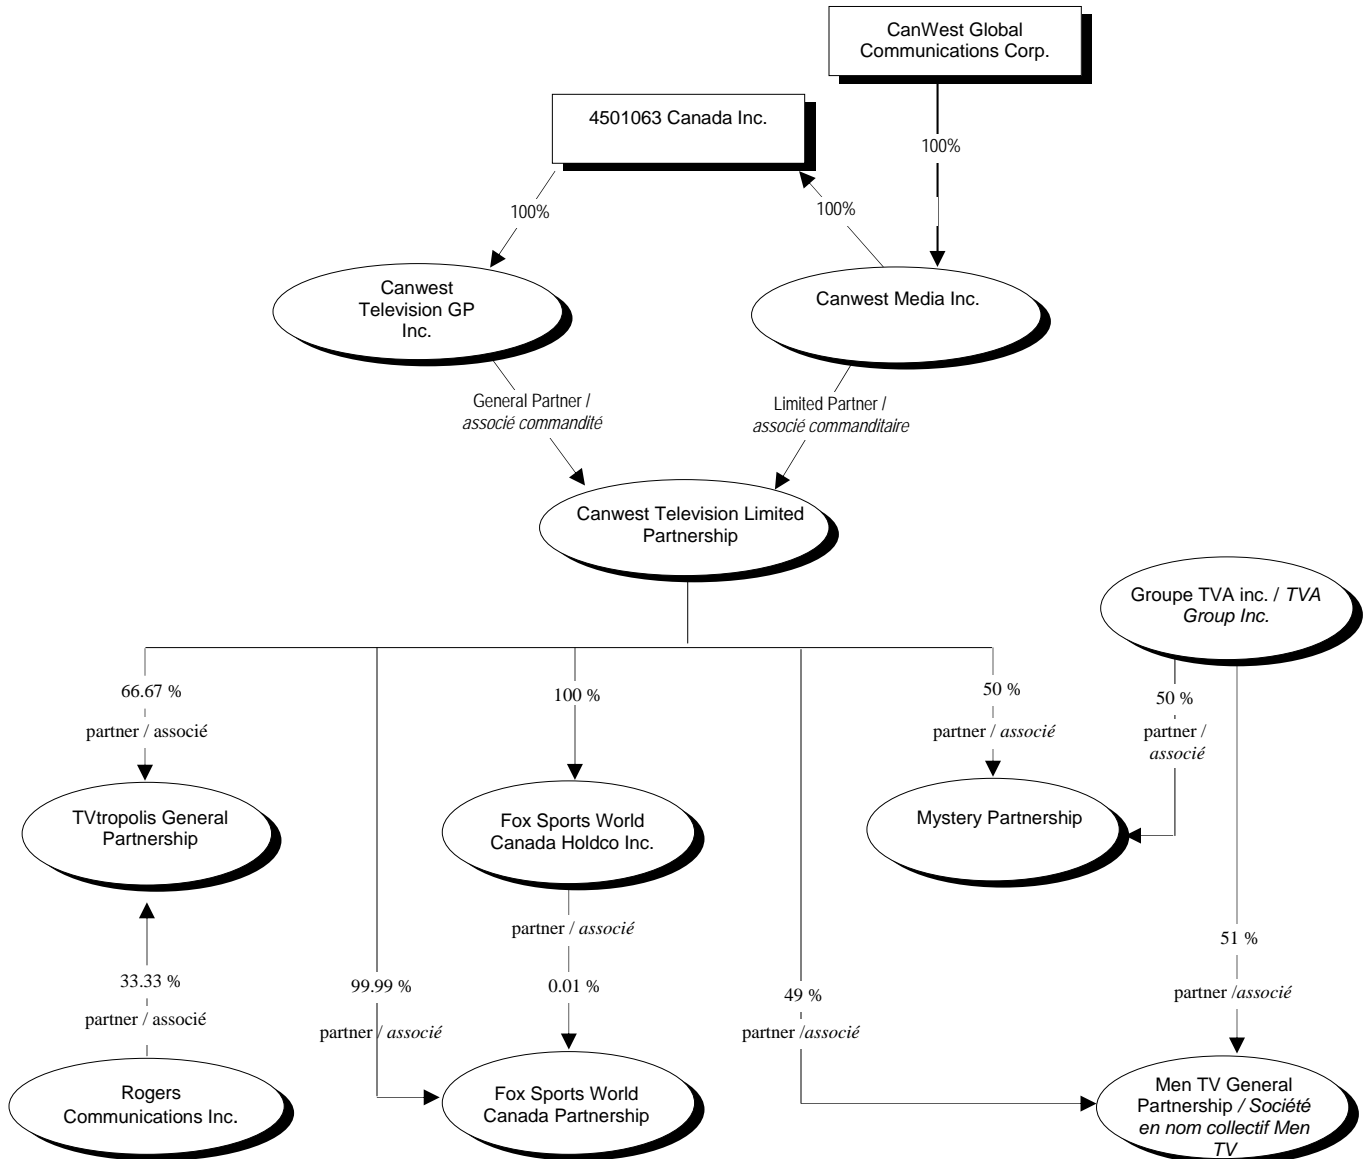 CanWest Global
Communications Corp.
4501063 Canada Inc.
100%
100%
100%
Canwest
Television GP
Inc.
Canwest Media Inc.
General Partner /
associé commandité
Limited Partner /
associé commanditaire
Canwest Television Limited
Partnership
Groupe TVA inc. / TVA
Group Inc.
66.67 %
partner / associé
100 %
50 %
partner / associé
50 %
partner /
associé
TVtropolis General
Partnership
Fox Sports World
Canada Holdco Inc.
Mystery Partnership
partner / associé
33.33 %
partner / associé
99.99 %
partner / associé
0.01 %
49 %
partner /associé
51 %
partner /associé
Rogers
Communications Inc.
Fox Sports World
Canada Partnership
Men TV General
Partnership / Société
en nom collectif Men
TV